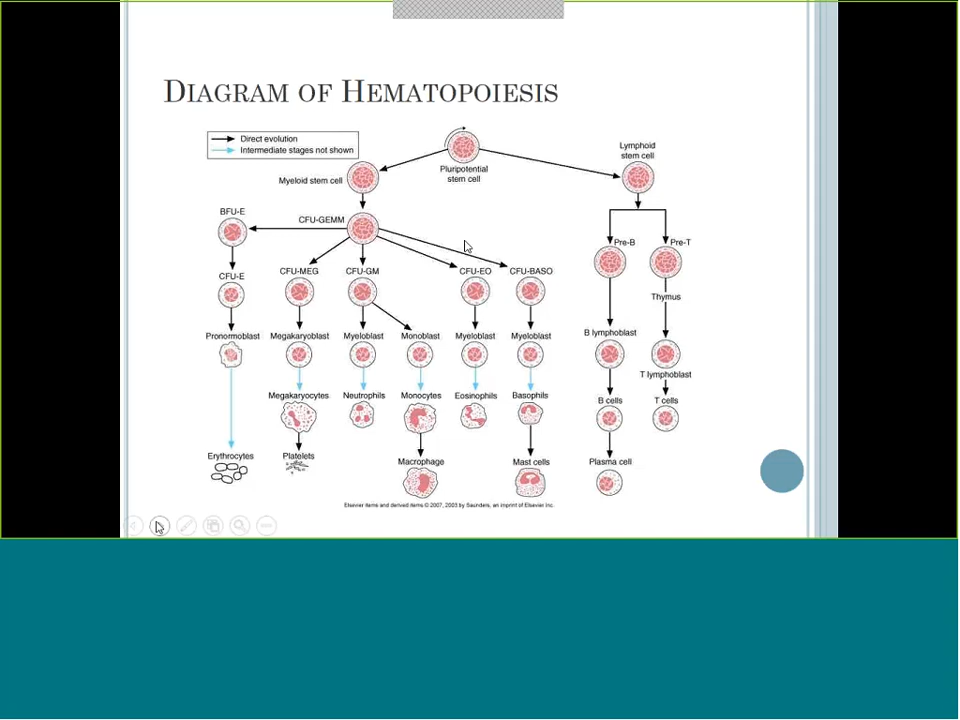 DIAGRAM OF HEMATOPOIESIS
Direct evolution
Intermediate stages not shown
Pluripotential
stem cell
Lymphoid
stem cell
Myeloid stem cell
BFU-E
CFU-GEMM
Pre-B
Pre-T
CFU-E
CFU-MEG
CFU-GM
CFU-EO
CFU-BASO
Thymus
Pronormoblast
Megakaryoblast
Myeloblast
Monoblast
Myeloblast
Myeloblast
B lymphoblast
T lymphoblast
Megakaryocytes
Neutrophils
Monocytes
Eosinophils
Basophils
B cells
T cells
Erythrocytes
Platelets
Macrophage
Mast cells
Plasma cell
Elsevier items and derived items © 2007, 2003 by Saunders, an imprint of Elsevier Inc.